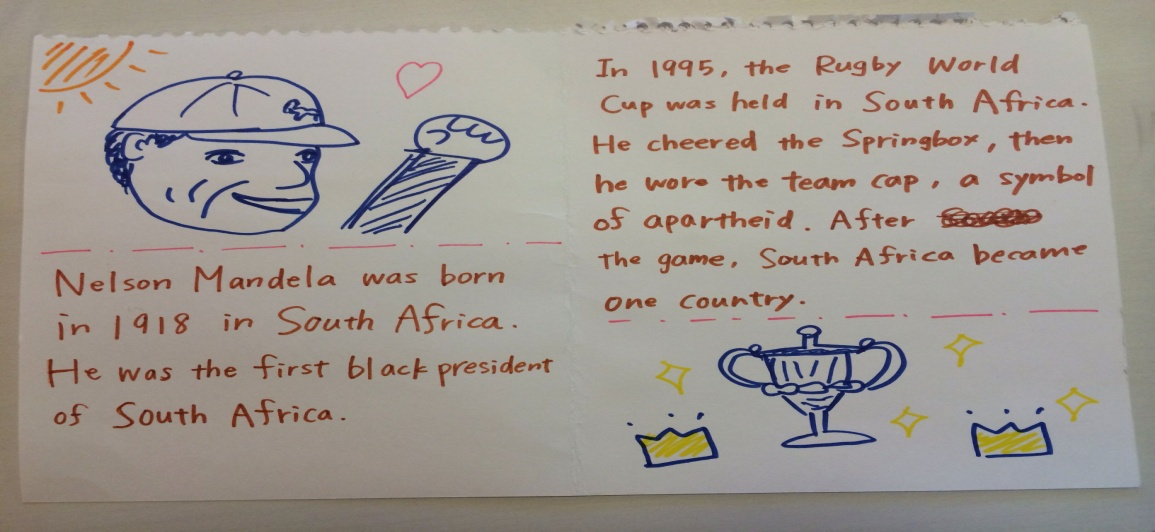 Nelson Mandela was born
in 1918 in South Africa.
He was the first black president
of South Africa.
In 1995, the Rugby World
Cup was held in South Africa.
He cheered the Springbox, then
he wore the team cap, a symbol
of apartheid. After
the game, South Africa became
one country.